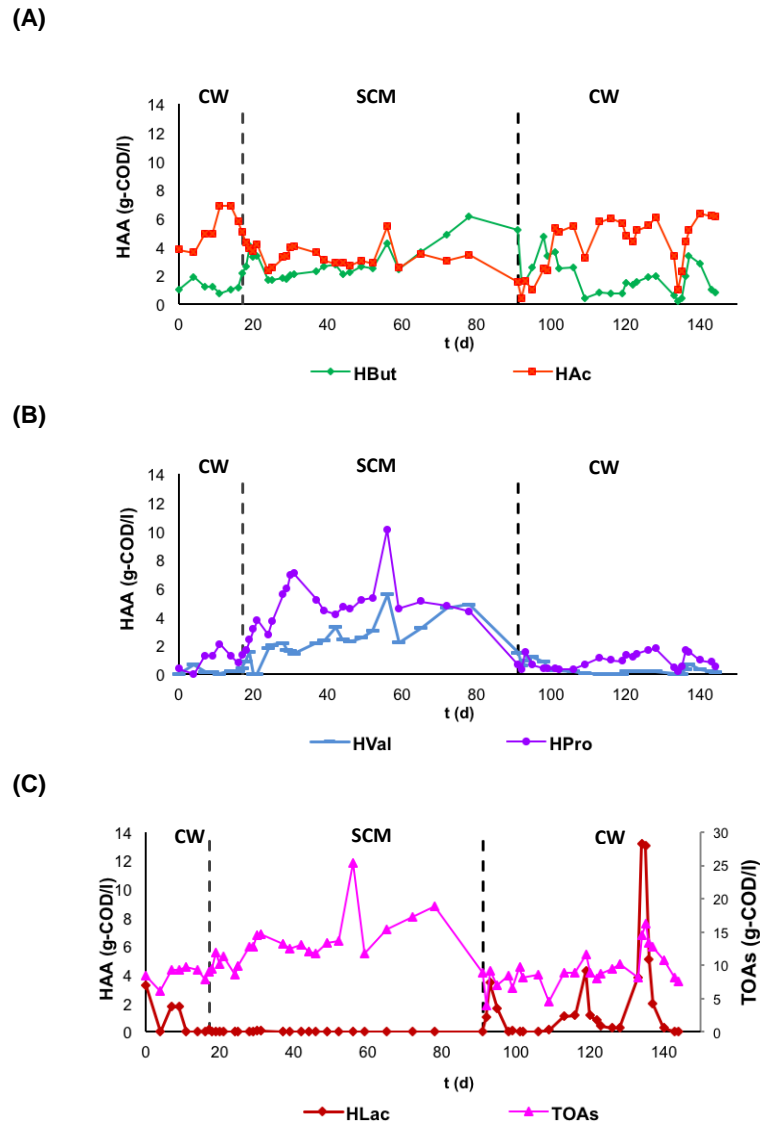 (A)
CW SCM CW
HAA (g-COD/l)
14
12
10
8
6
4
2
0
0 20 40 60 80 100 120 140
t (d)
HBut HAc
(B)
CW SCM CW
HAA (g-COD/l)
14
12
10
8
6
4
2
0
0 20 40 60 80 100 120 140
t (d)
HVal HPro
(C)
CW SCM CW
HAA (g-COD/l)
14
12
10
8
6
4
2
0
30
25
20
15
10
5
0
TOAs (g-COD/l)
0 20 40 60 80 100 120 140
t (d)
HLac TOAs